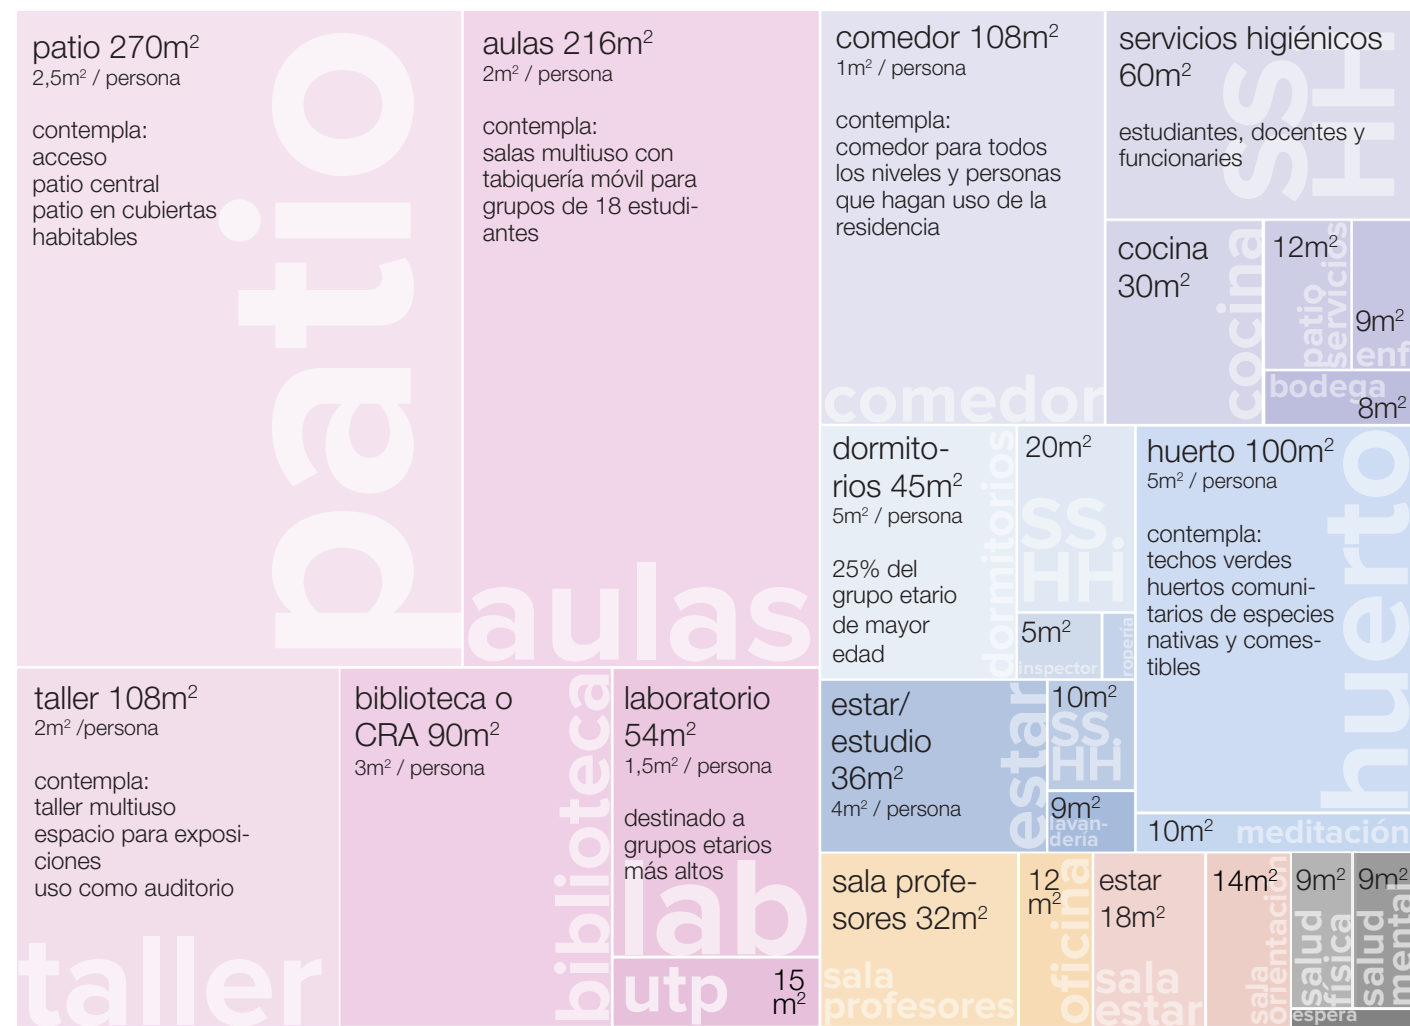 patio 270m²
2,5m² / persona
contempla:
acceso
patio central
patio en cubiertas
habitables
patio
aulas 216m²
2m² / persona
contempla:
salas multiuso con
tabiquería móvil para
grupos de 18 estudi-
antes
aulas
comedor 108m²
1m² / persona
contempla:
comedor para todos
los niveles y personas
que hagan uso de la
residencia
comedor
servicios higiénicos
60m²
estudiantes, docentes y
funcionaries
SS
HH
cocina
30m²
cocina
12m²
patio
servicios
9m²
enf
bodega
8m²
dormito-
rios 45m²
5m² / persona
25% del
grupo etario
de mayor
edad
dormitorios
20m²
SS.
HH.
5m²
inspector
ropería
huerto 100m²
5m² / persona
contempla:
techos verdes
huertos comuni-
tarios de especies
nativas y comes-
tibles
huerto
estar/
estudio
36m²
4m² / persona
estar
10m²
SS.
HH.
9m²
lavan-
dería
10m² meditación
taller 108m²
2m² /persona
contempla:
taller multiuso
espacio para exposi-
ciones
uso como auditorio
taller
biblioteca o
CRA 90m²
3m² / persona
biblioteca
laboratorio
54m²
1,5m² / persona
destinado a
grupos etarios
más altos
lab
utp
15
m²
sala profe-
sores 32m²
sala
profesores
12
m²
oficina
estar
18m²
sala
estar
14m²
sala
orientación
9m²
salud
física
9m²
salud
mental
espera